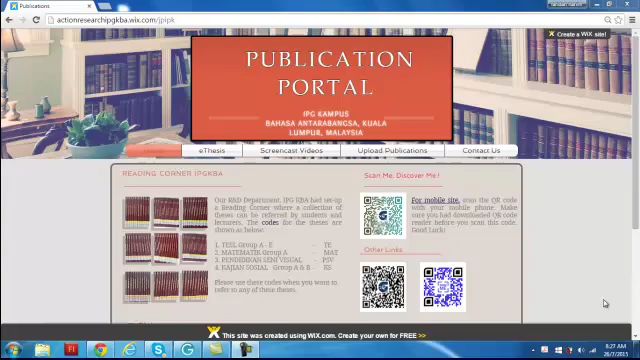 Publications
actionresearchipgkba.wix.com/jpipk
Create a WiX site!
PUBLICATION
PORTAL
IPG KAMPUS
BAHASA ANTARABANGSA, KUALA
LUMPUR, MALAYSIA
eThesis
Screencast Videos
Upload Publications
Contact Us
READING CORNER IPGKBA
Our RAD Department, IPG KBA had set-up
a Reading Corner where a collection of
theses can be referred by students and
lecturers. The codes for the theses are
shown as below:
1. TESL Group A - E - TE
2. MATEMATIK Group A - MAT
3. PENDIDIKAN SENI VISUAL - PSV
4. KAJIAN SOSIAL Group A & B - KS
Please use these codes when you want to
refer to any of these theses.
Scan Me, Discover Me !
For mobile site, scan the QR code
with your mobile phone. Make
sure you had downloaded QR code
reader before you scan this code.
Good Luck!
Other Links
This site was created using WIX.com. Create your own for FREE >>
8:27 AM
26/7/2015